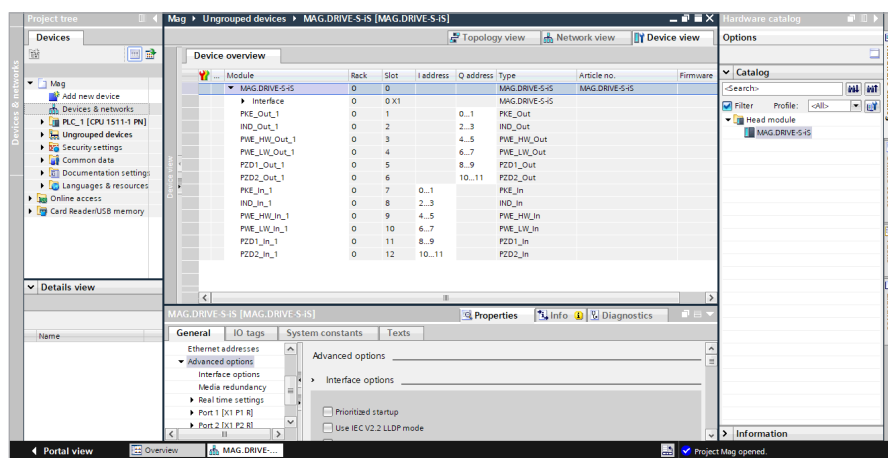 Project tree
Mag ▸ Ungrouped devices ▸ MAG.DRIVE-S-iS [MAG.DRIVE-S-iS]
Hardware catalog
Devices
Topology view Network view Device view
Options
Device overview
Module Rack Slot I address Q address Type Article no. Firmware
MAG.DRIVE-S-iS 0 0 MAG.DRIVE-S-iS MAG.DRIVE-S-iS
Interface 0 0 X1 MAG.DRIVE-S-iS
PKE_Out_1 0 1 0...1 PKE_Out
IND_Out_1 0 2 2...3 IND_Out
PWE_HW_Out_1 0 3 4...5 PWE_HW_Out
PWE_LW_Out_1 0 4 6...7 PWE_LW_Out
PZD1_Out_1 0 5 8...9 PZD1_Out
PZD2_Out_1 0 6 10...11 PZD2_Out
PKE_In_1 0 7 0...1 PKE_In
IND_In_1 0 8 2...3 IND_In
PWE_HW_In_1 0 9 4...5 PWE_HW_In
PWE_LW_In_1 0 10 6...7 PWE_LW_In
PZD1_In_1 0 11 8...9 PZD1_In
PZD2_In_1 0 12 10...11 PZD2_In
Mag
Add new device
Devices & networks
PLC_1 [CPU 1511-1 PN]
Ungrouped devices
Security settings
Common data
Documentation settings
Languages & resources
Online access
Card Reader/USB memory
Devices & networks
Device view
Details view
Name
Catalog
<Search>
Filter Profile: <All>
Head module
MAG.DRIVE-S-iS
Information
MAG.DRIVE-S-iS [MAG.DRIVE-S-iS]
Properties Info Diagnostics
General IO tags System constants Texts
Ethernet addresses
Advanced options
Interface options
Media redundancy
Real time settings
Port 1 [X1 P1 R]
Port 2 [X1 P2 R]
Advanced options
Interface options
Prioritized startup
Use IEC V2.2 LLDP mode
Portal view
Overview
MAG.DRIVE-...
Project Mag opened.